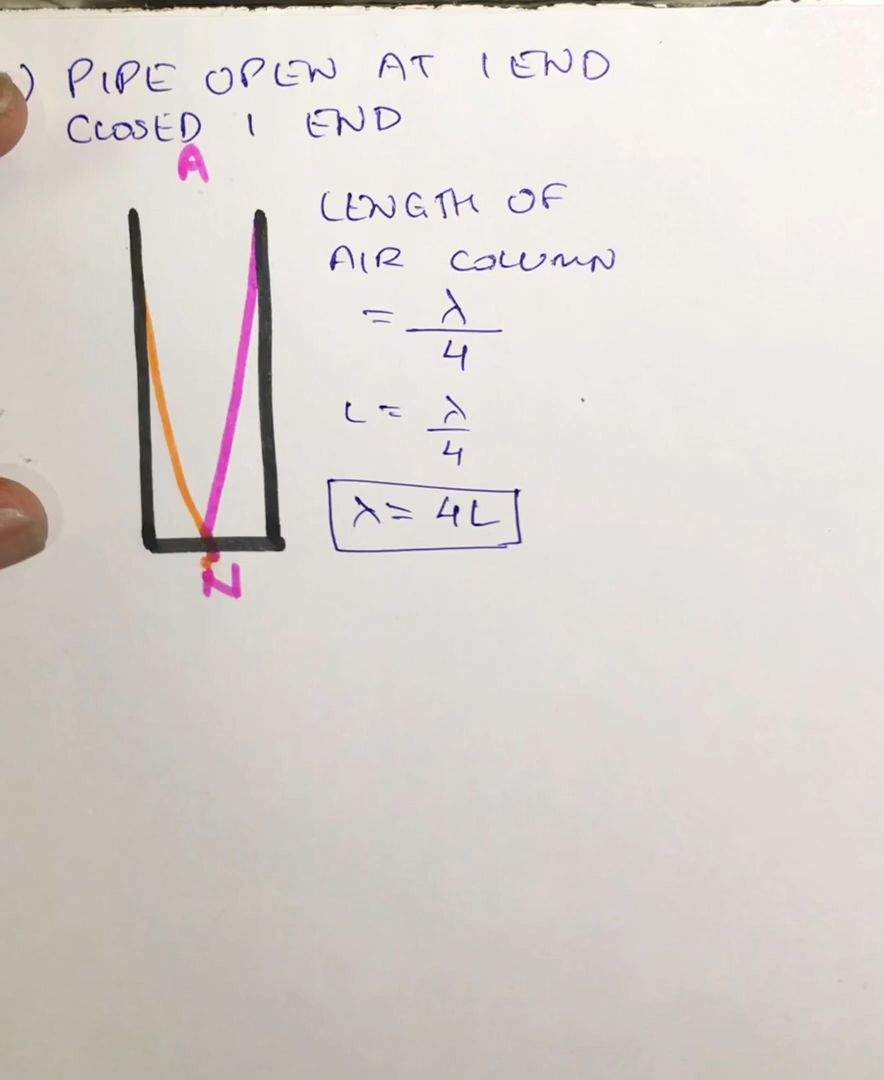 ) PIPE OPEN AT 1 END
CLOSED 1 END
A
LENGTH OF
AIR COLUMN
= λ/4
L = λ/4
λ = 4L
N